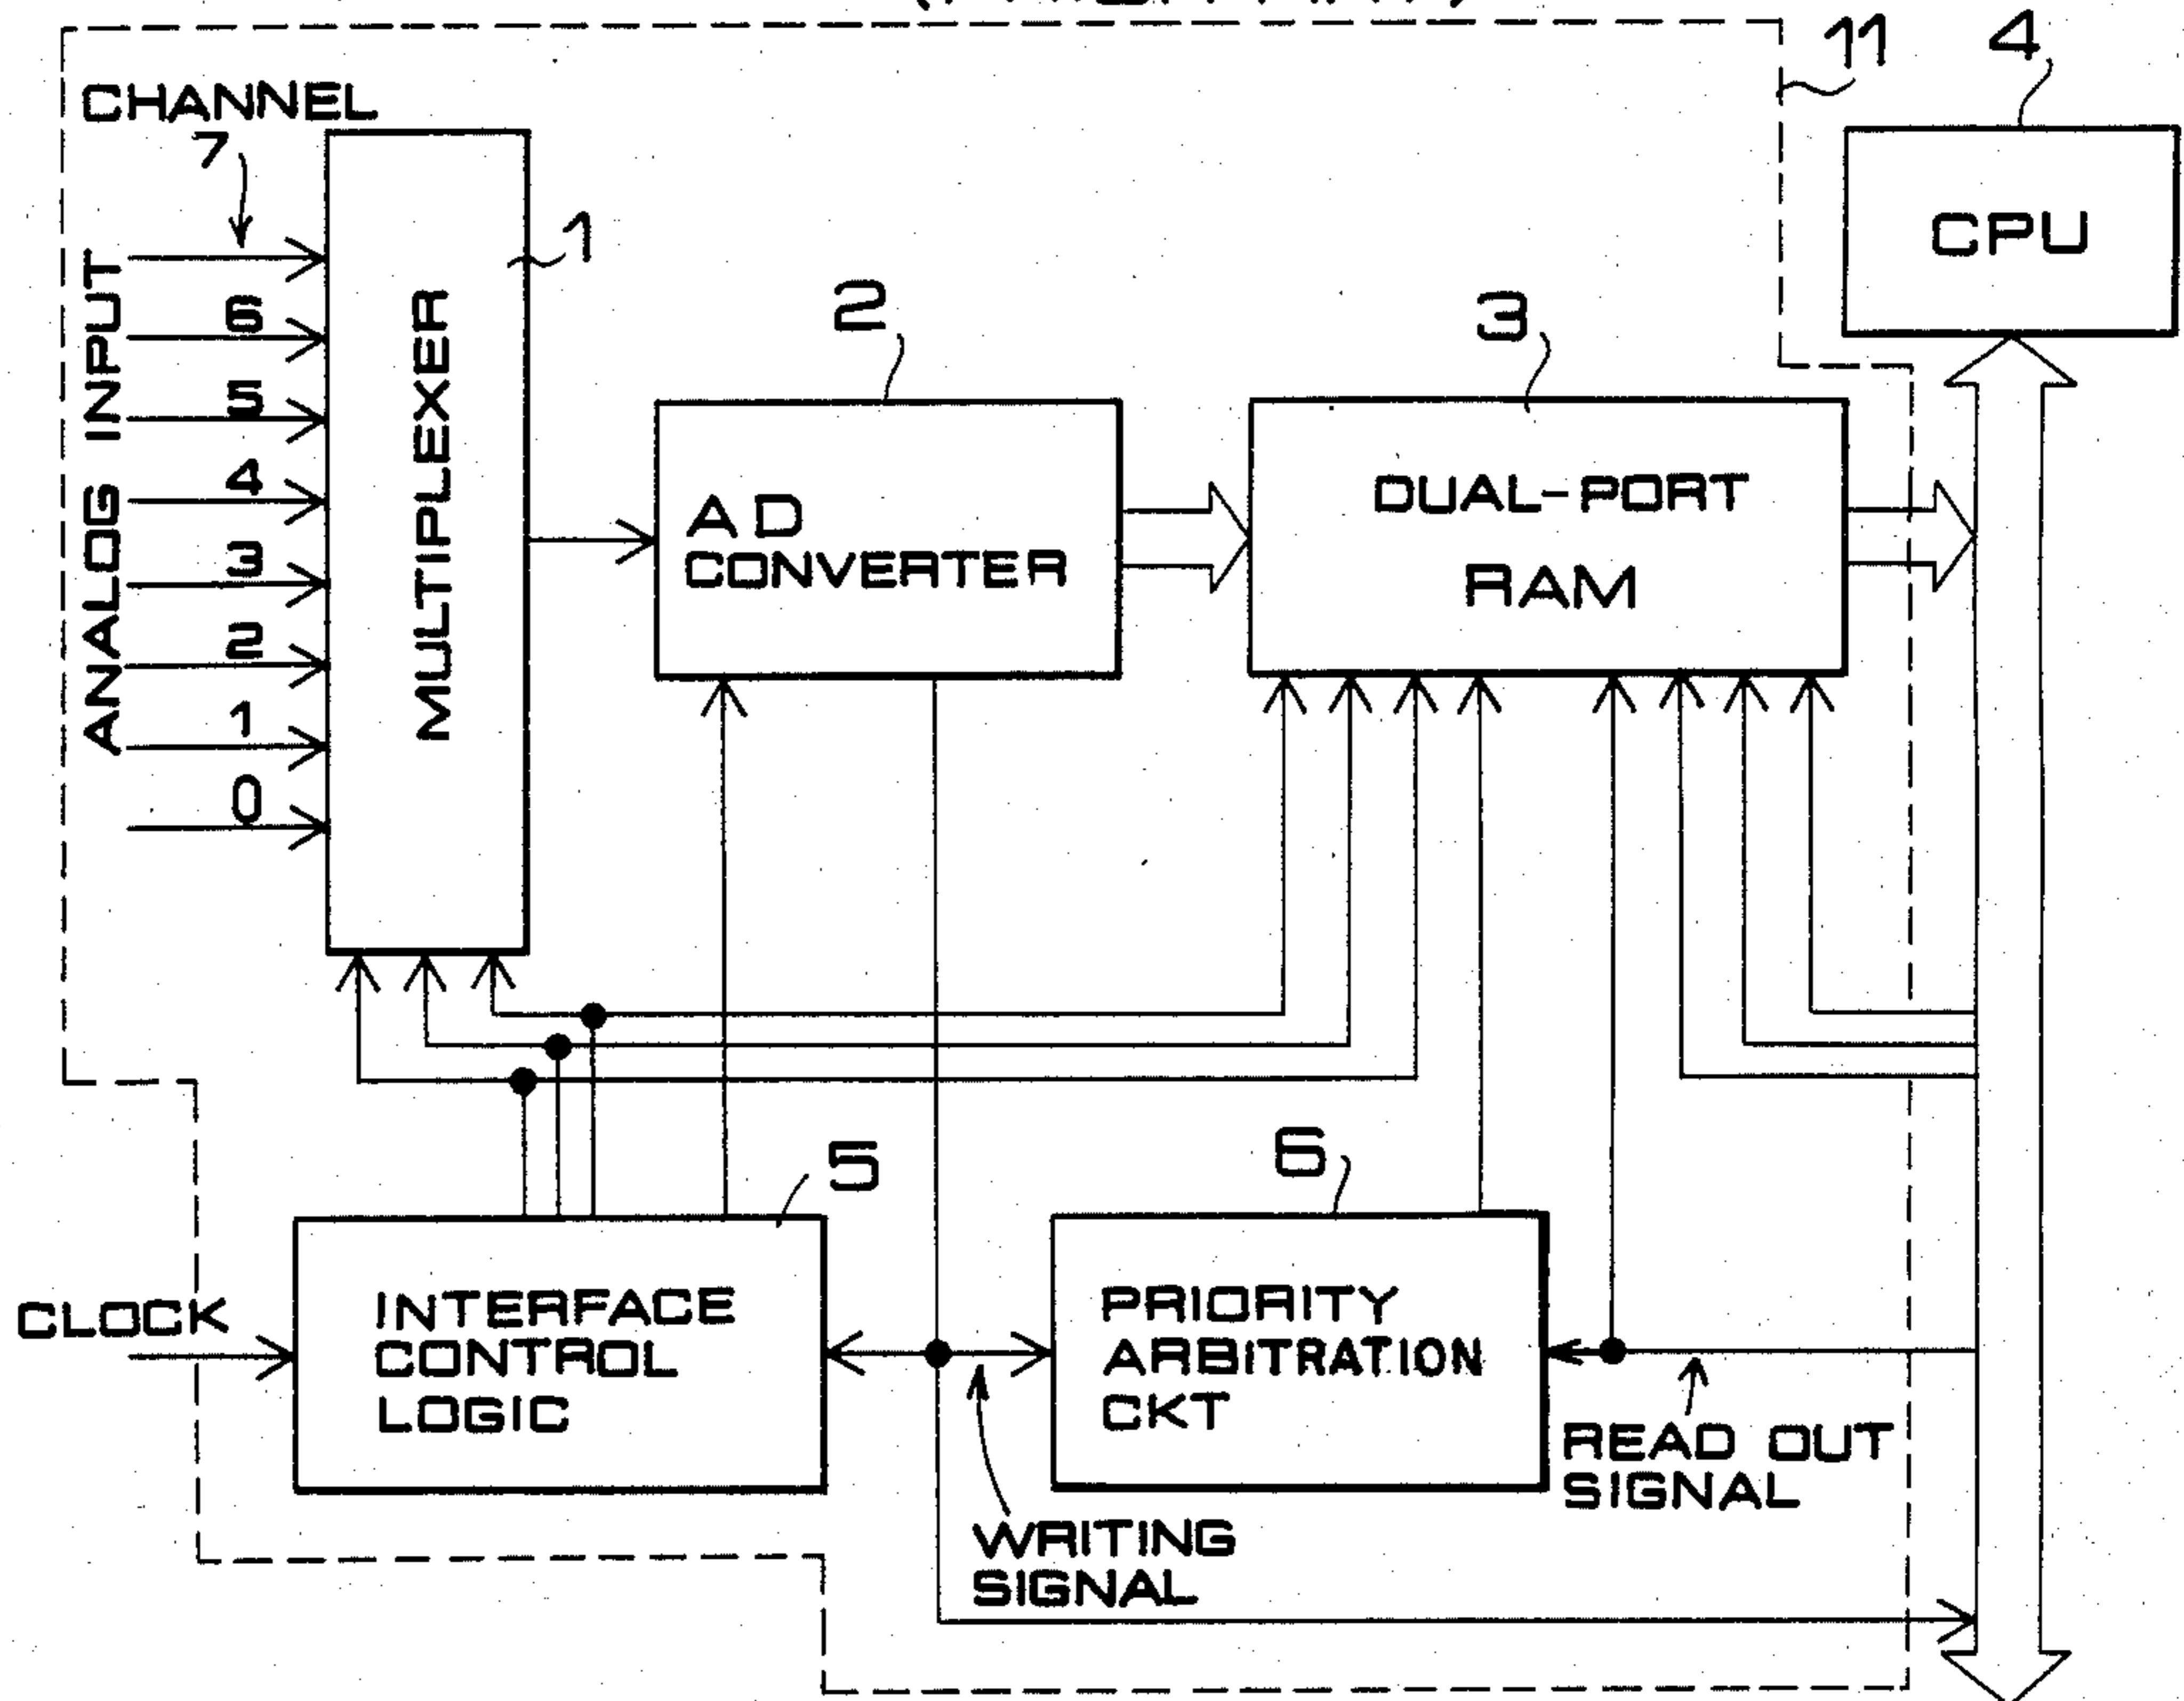 11
4
CHANNEL
7
6
5
4
3
2
1
0
ANALOG INPUT
MULTIPLEXER
1
2
AD
CONVERTER
3
DUAL-PORT
RAM
CPU
5
6
CLOCK
INTERFACE
CONTROL
LOGIC
PRIORITY
ARBITRATION
CKT
READ OUT
SIGNAL
WRITING
SIGNAL